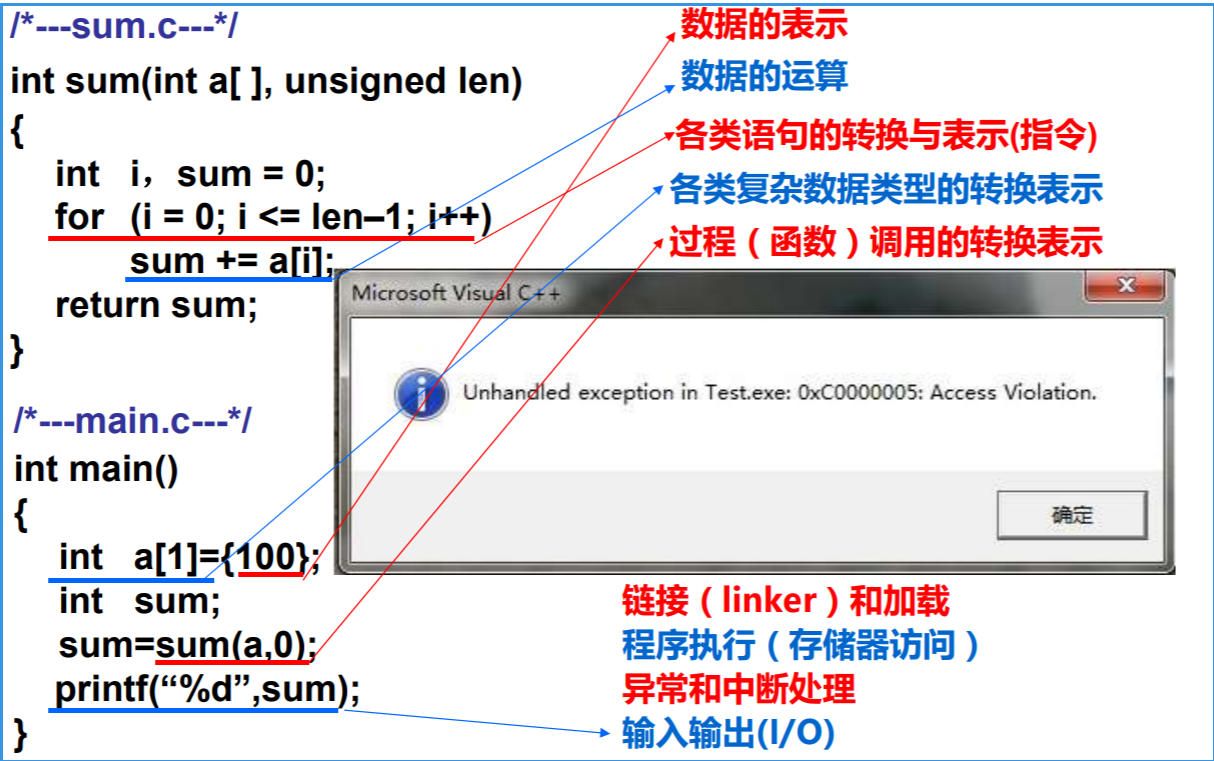 /*---sum.c---*/
int sum(int a[ ], unsigned len)
{
int i，sum = 0;
for (i = 0; i <= len–1; i++)
sum += a[i];
return sum;
}
/*---main.c---*/
int main()
{
int a[1]={100};
int sum;
sum=sum(a,0);
printf(“%d”,sum);
}
数据的表示
数据的运算
各类语句的转换与表示(指令)
各类复杂数据类型的转换表示
过程（函数）调用的转换表示
Microsoft Visual C++
Unhandled exception in Test.exe: 0xC0000005: Access Violation.
确定
链接（linker）和加载
程序执行（存储器访问）
异常和中断处理
输入输出(I/O)